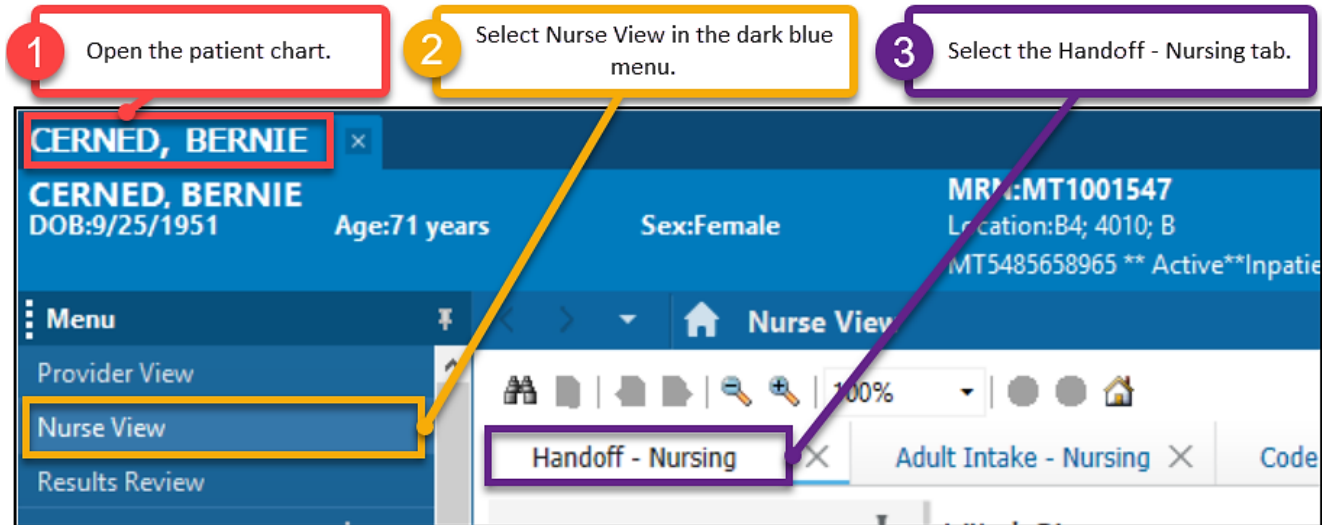 1
Open the patient chart.
2
Select Nurse View in the dark blue
menu.
3
Select the Handoff - Nursing tab.
CERNED, BERNIE
CERNED, BERNIE
DOB:9/25/1951 Age:71 years Sex:Female
MRN:MT1001547
Location:B4; 4010; B
MT5485658965 ** Active**Inpatie
Menu
Nurse View
Provider View
Nurse View
Results Review
100%
Handoff - Nursing
Adult Intake - Nursing
Code